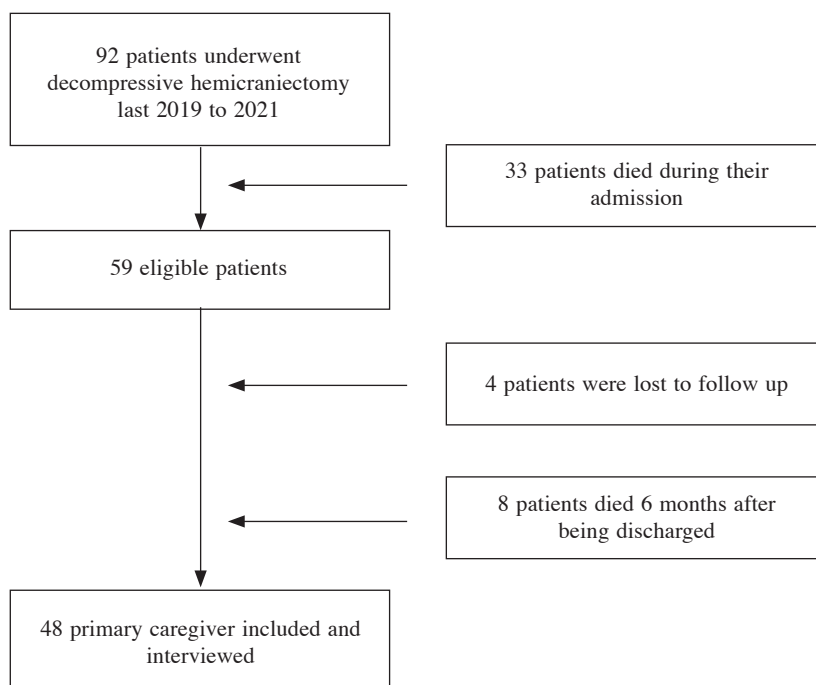 92 patients underwent
decompressive hemicraniectomy
last 2019 to 2021
33 patients died during their
admission
59 eligible patients
4 patients were lost to follow up
8 patients died 6 months after
being discharged
48 primary caregiver included and
interviewed